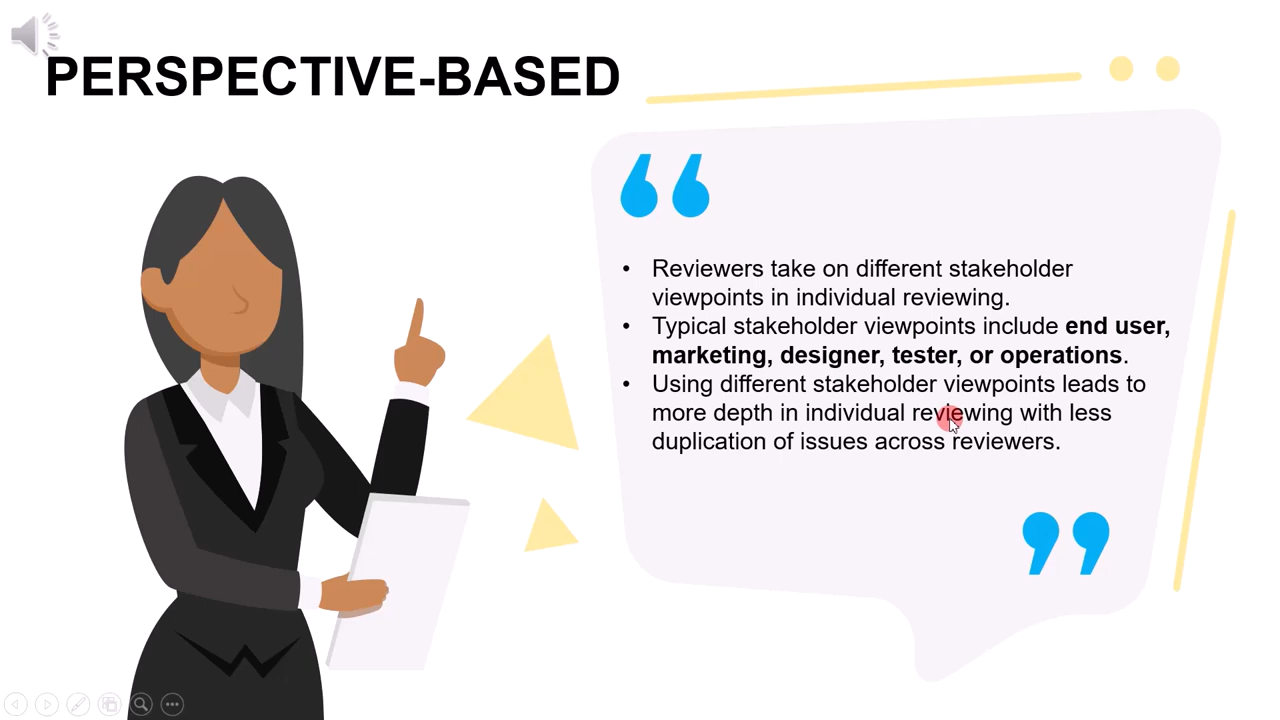 PERSPECTIVE-BASED
• Reviewers take on different stakeholder
viewpoints in individual reviewing.
• Typical stakeholder viewpoints include end user,
marketing, designer, tester, or operations.
• Using different stakeholder viewpoints leads to
more depth in individual reviewing with less
duplication of issues across reviewers.